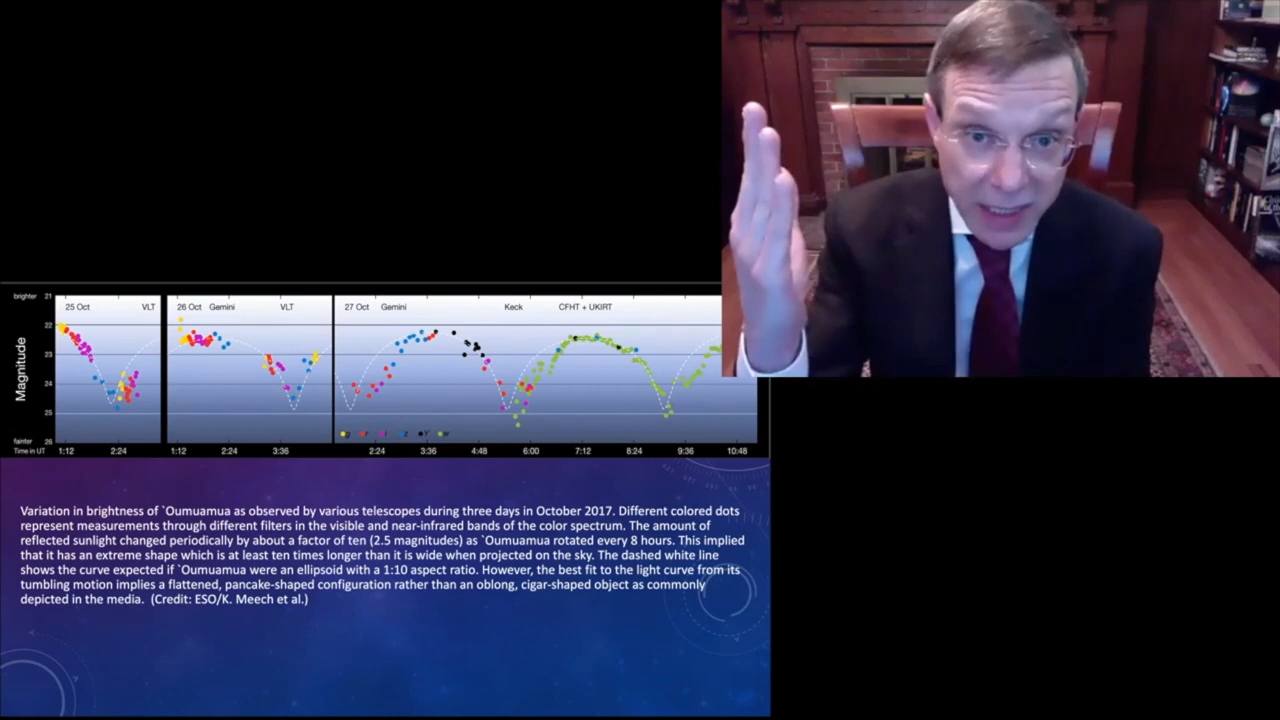 brighter 21
25 Oct VLT
26 Oct Gemini VLT
27 Oct Gemini Keck CFHT + UKIRT
22
23
24
25
Magnitude
fainter 26
Time in UT 1:12 2:24 1:12 2:24 3:36 2:24 3:36 4:48 6:00 7:12 8:24 9:36 10:48
Variation in brightness of `Oumuamua as observed by various telescopes during three days in October 2017. Different colored dots
represent measurements through different filters in the visible and near-infrared bands of the color spectrum. The amount of
reflected sunlight changed periodically by about a factor of ten (2.5 magnitudes) as `Oumuamua rotated every 8 hours. This implied
that it has an extreme shape which is at least ten times longer than it is wide when projected on the sky. The dashed white line
shows the curve expected if `Oumuamua were an ellipsoid with a 1:10 aspect ratio. However, the best fit to the light curve from its
tumbling motion implies a flattened, pancake-shaped configuration rather than an oblong, cigar-shaped object as commonly
depicted in the media. (Credit: ESO/K. Meech et al.)